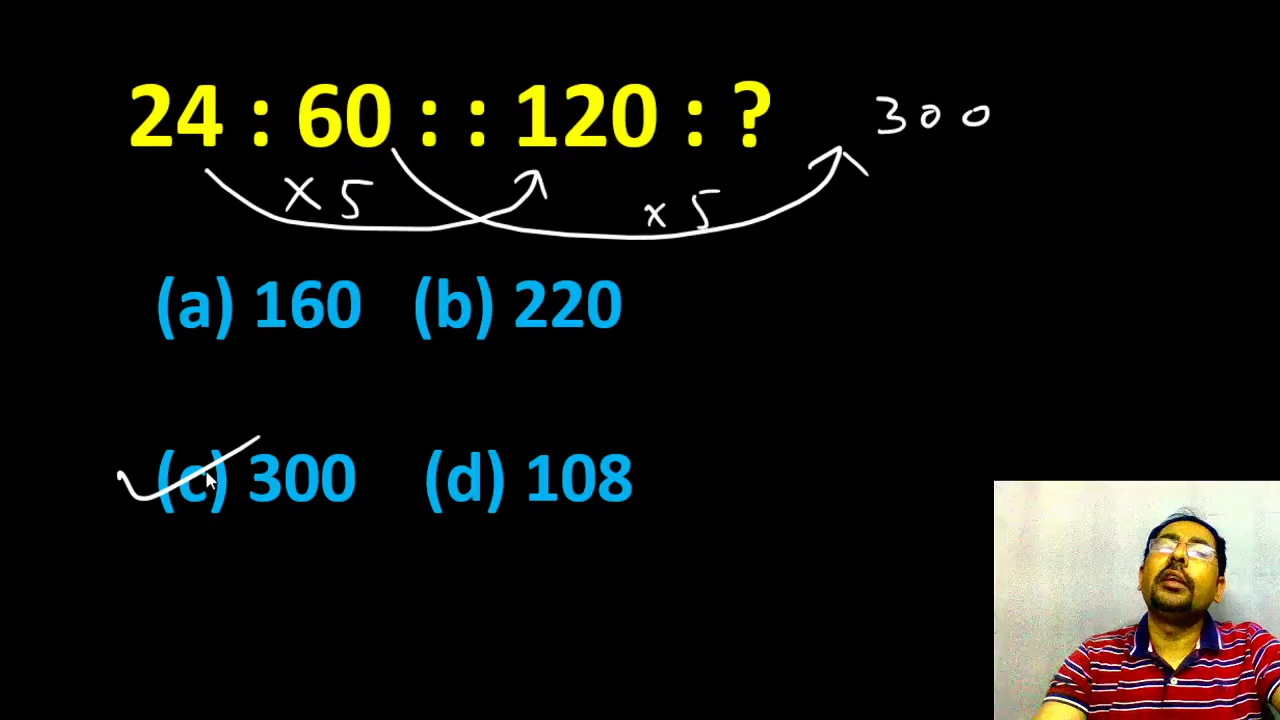 24 : 60 : : 120 : ? 300
× 5 × 5
(a) 160 (b) 220
(c) 300 (d) 108